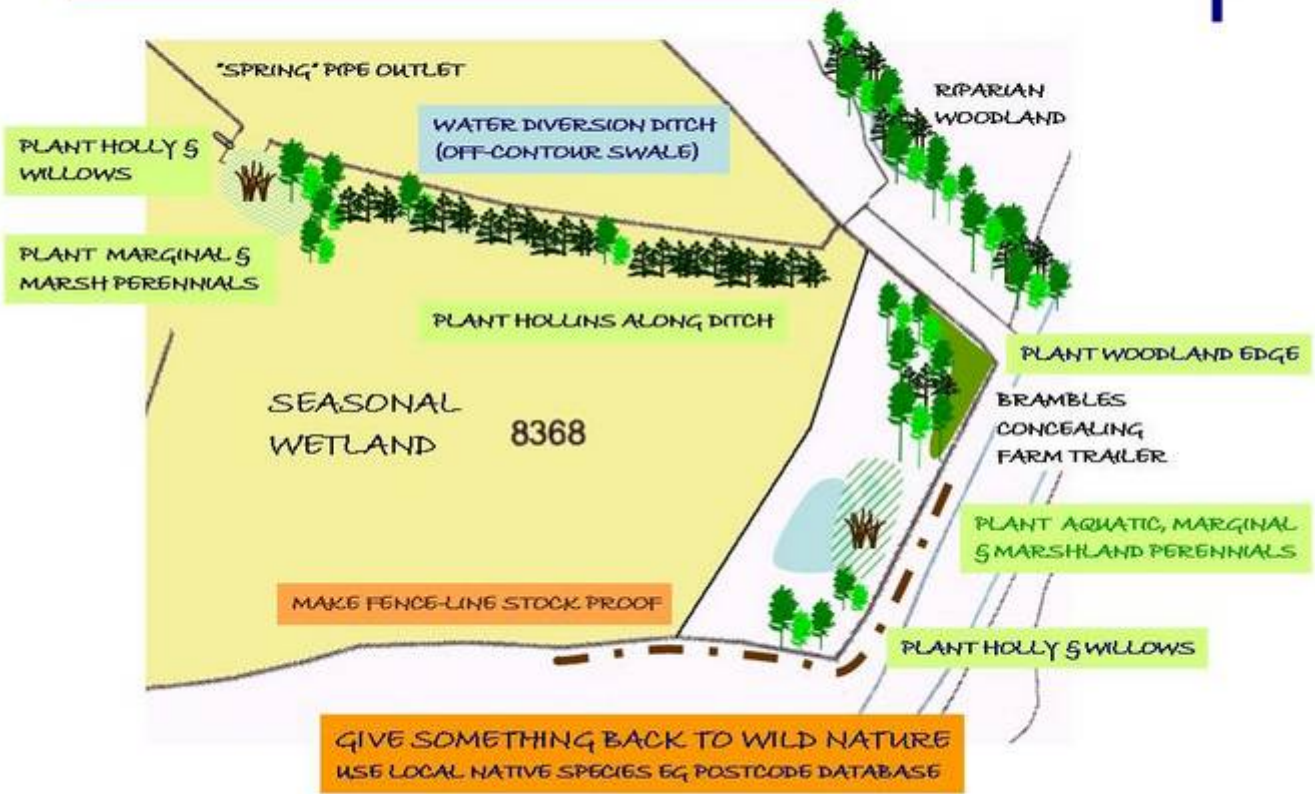 "SPRING" PIPE OUTLET
RIPARIAN
WOODLAND
WATER DIVERSION DITCH
(OFF-CONTOUR SWALE)
PLANT HOLLY &
WILLOWS
PLANT MARGINAL &
MARSH PERENNIALS
PLANT HOLLINS ALONG DITCH
PLANT WOODLAND EDGE
SEASONAL
WETLAND
8368
BRAMBLES
CONCEALING
FARM TRAILER
PLANT AQUATIC, MARGINAL
& MARSHLAND PERENNIALS
MAKE FENCE-LINE STOCK PROOF
PLANT HOLLY & WILLOWS
GIVE SOMETHING BACK TO WILD NATURE
USE LOCAL NATIVE SPECIES EG POSTCODE DATABASE